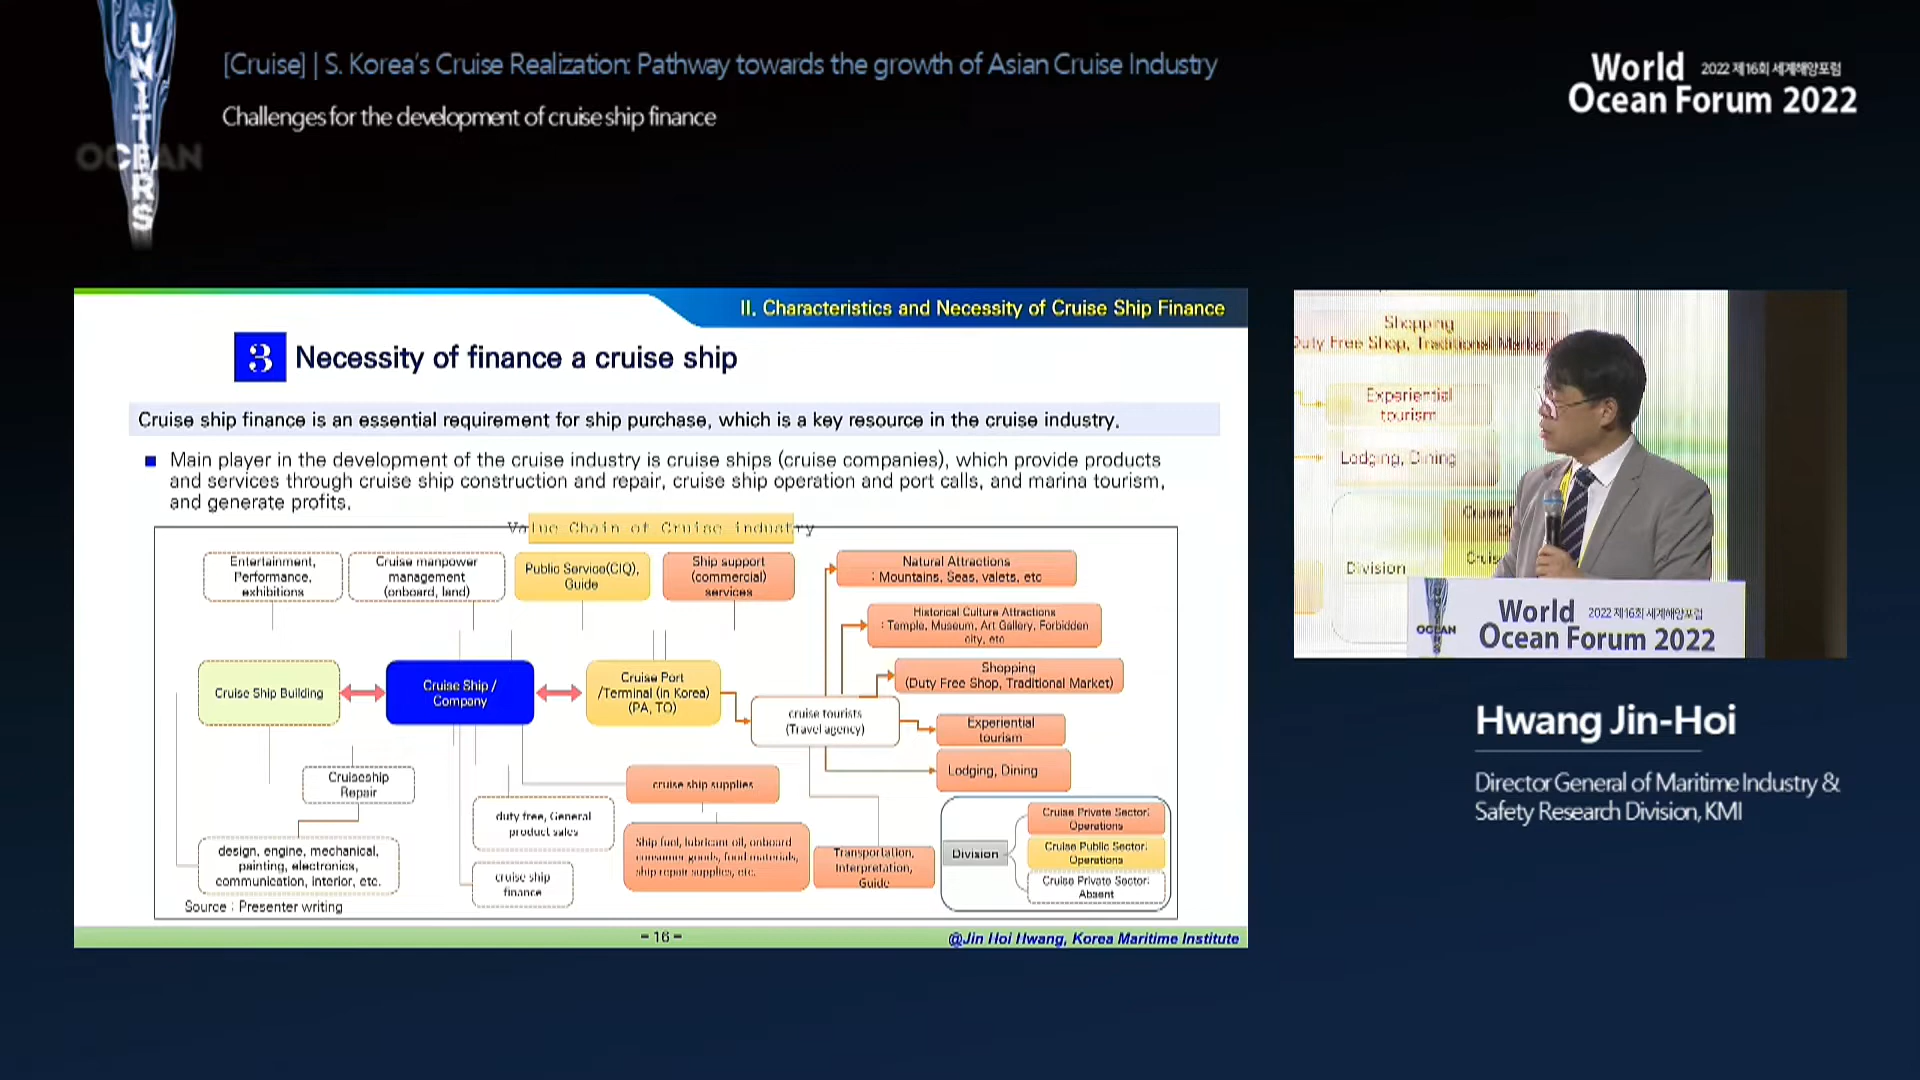 AS
UNITERS
OCEAN
[Cruise] | S. Korea's Cruise Realization: Pathway towards the growth of Asian Cruise Industry
Challenges for the development of cruise ship finance
World 2022 제16회 세계해양포럼
Ocean Forum 2022
II. Characteristics and Necessity of Cruise Ship Finance
3 Necessity of finance a cruise ship
Cruise ship finance is an essential requirement for ship purchase, which is a key resource in the cruise industry.
Main player in the development of the cruise industry is cruise ships (cruise companies), which provide products
and services through cruise ship construction and repair, cruise ship operation and port calls, and marina tourism,
and generate profits.
Value Chain of Cruise industry
Entertainment,
Performance,
exhibitions
Cruise manpower
management
(onboard, land)
Public Service(CIQ),
Guide
Ship support
(commercial)
services
Natural Attractions
: Mountains, Seas, valets, etc
Historical Culture Attractions
: Temple, Museum, Art Gallery, Forbidden
city, etc
Shopping
(Duty Free Shop, Traditional Market)
Cruise Ship Building
Cruise Ship /
Company
Cruise Port
/Terminal (in Korea)
(PA, TO)
cruise tourists
(Travel agency)
Experiential
tourism
Lodging, Dining
Cruiseship
Repair
cruise ship supplies
duty free, General
product sales
design, engine, mechanical,
painting, electronics,
communication, interior, etc.
cruise ship
finance
Ship fuel, lubricant oil, onboard
consumer goods, food materials,
ship repair supplies, etc.
Transportation,
Interpretation,
Guide
Division
Cruise Private Sector:
Operations
Cruise Public Sector:
Operations
Cruise Private Sector:
Absent
Source : Presenter writing
- 16 -
@Jin Hoi Hwang, Korea Maritime Institute
Shopping
Duty Free Shop, Traditional Marke
Experiential
tourism
Lodging, Dining
Division
OCEAN
World 2022 제16회 세계해양포럼
Ocean Forum 2022
Hwang Jin-Hoi
Director General of Maritime Industry &
Safety Research Division, KMI